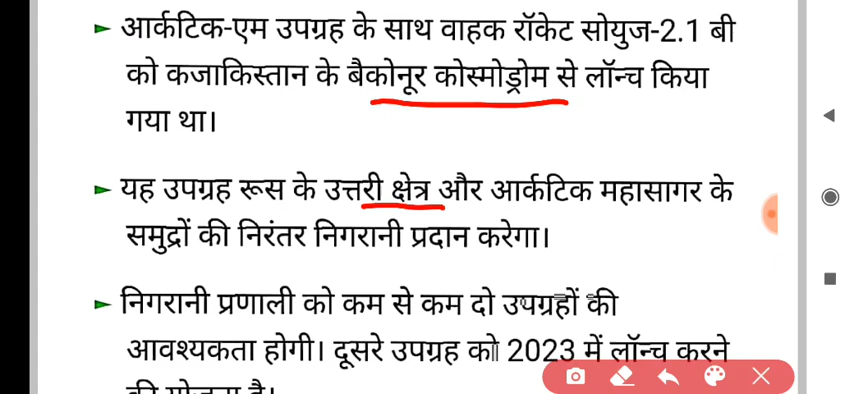 ► आर्कटिक-एम उपग्रह के साथ वाहक रॉकेट सोयुज-2.1 बी
को कजाकिस्तान के बैकोनूर कोस्मोड्रोम से लॉन्च किया
गया था।
► यह उपग्रह रूस के उत्तरी क्षेत्र और आर्कटिक महासागर के
समुद्रों की निरंतर निगरानी प्रदान करेगा।
► निगरानी प्रणाली को कम से कम दो उपग्रहों की
आवश्यकता होगी। दूसरे उपग्रह को 2023 में लॉन्च करने
की योजना है।